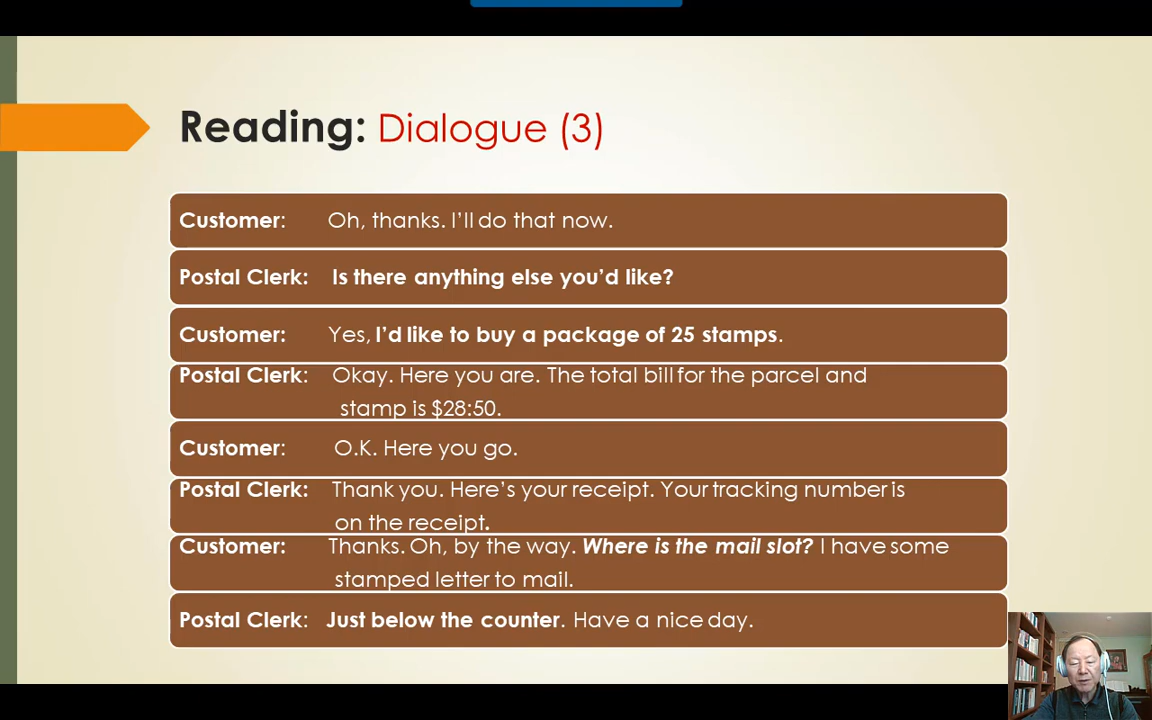 Reading: Dialogue (3)
Customer: Oh, thanks. I’ll do that now.
Postal Clerk: Is there anything else you’d like?
Customer: Yes, I’d like to buy a package of 25 stamps.
Postal Clerk: Okay. Here you are. The total bill for the parcel and
stamp is $28:50.
Customer: O.K. Here you go.
Postal Clerk: Thank you. Here’s your receipt. Your tracking number is
on the receipt.
Customer: Thanks. Oh, by the way. Where is the mail slot? I have some
stamped letter to mail.
Postal Clerk: Just below the counter. Have a nice day.